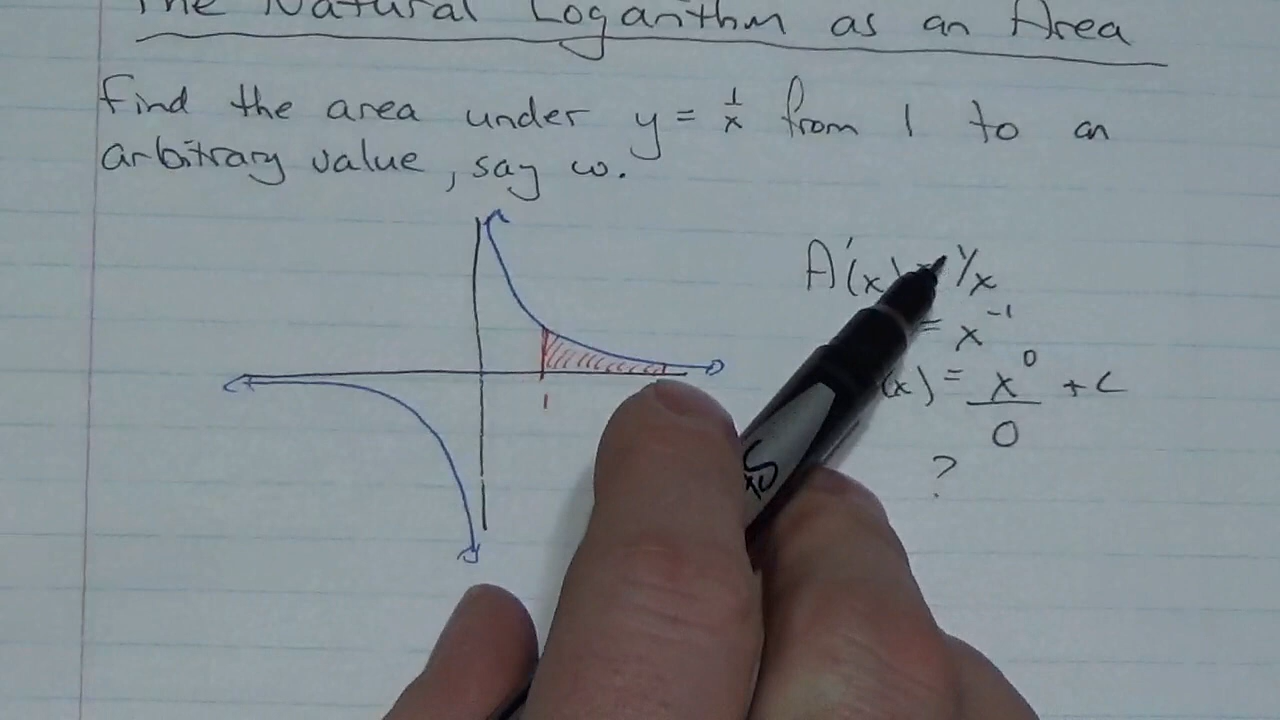 The Natural Logarithm as an Area
Find the area under y = 1/x from 1 to an
arbitrary value, say w.
A'(x) = 1/x
= x⁻¹
(x) = x⁰/0 + C
?
1